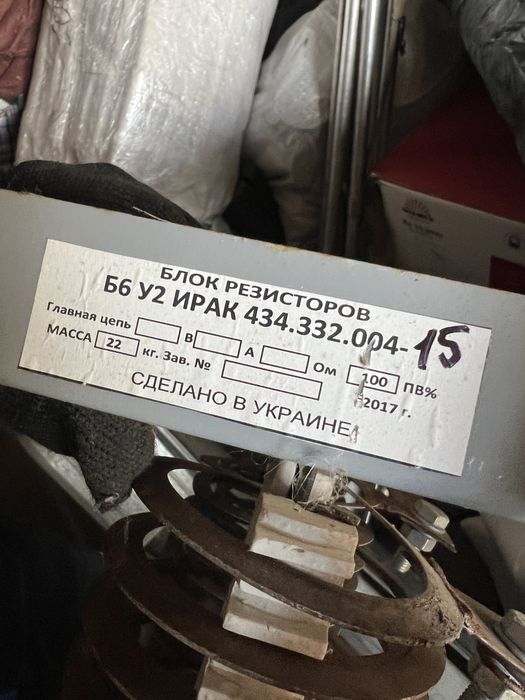 БЛОК РЕЗИСТОРОВ
Б6 У2 ИРАК 434.332.004-15
Главная цепь В А Ом 100 ПВ%
МАССА 22 кг. Зав. № 2017 г.
СДЕЛАНО В УКРАИНЕ